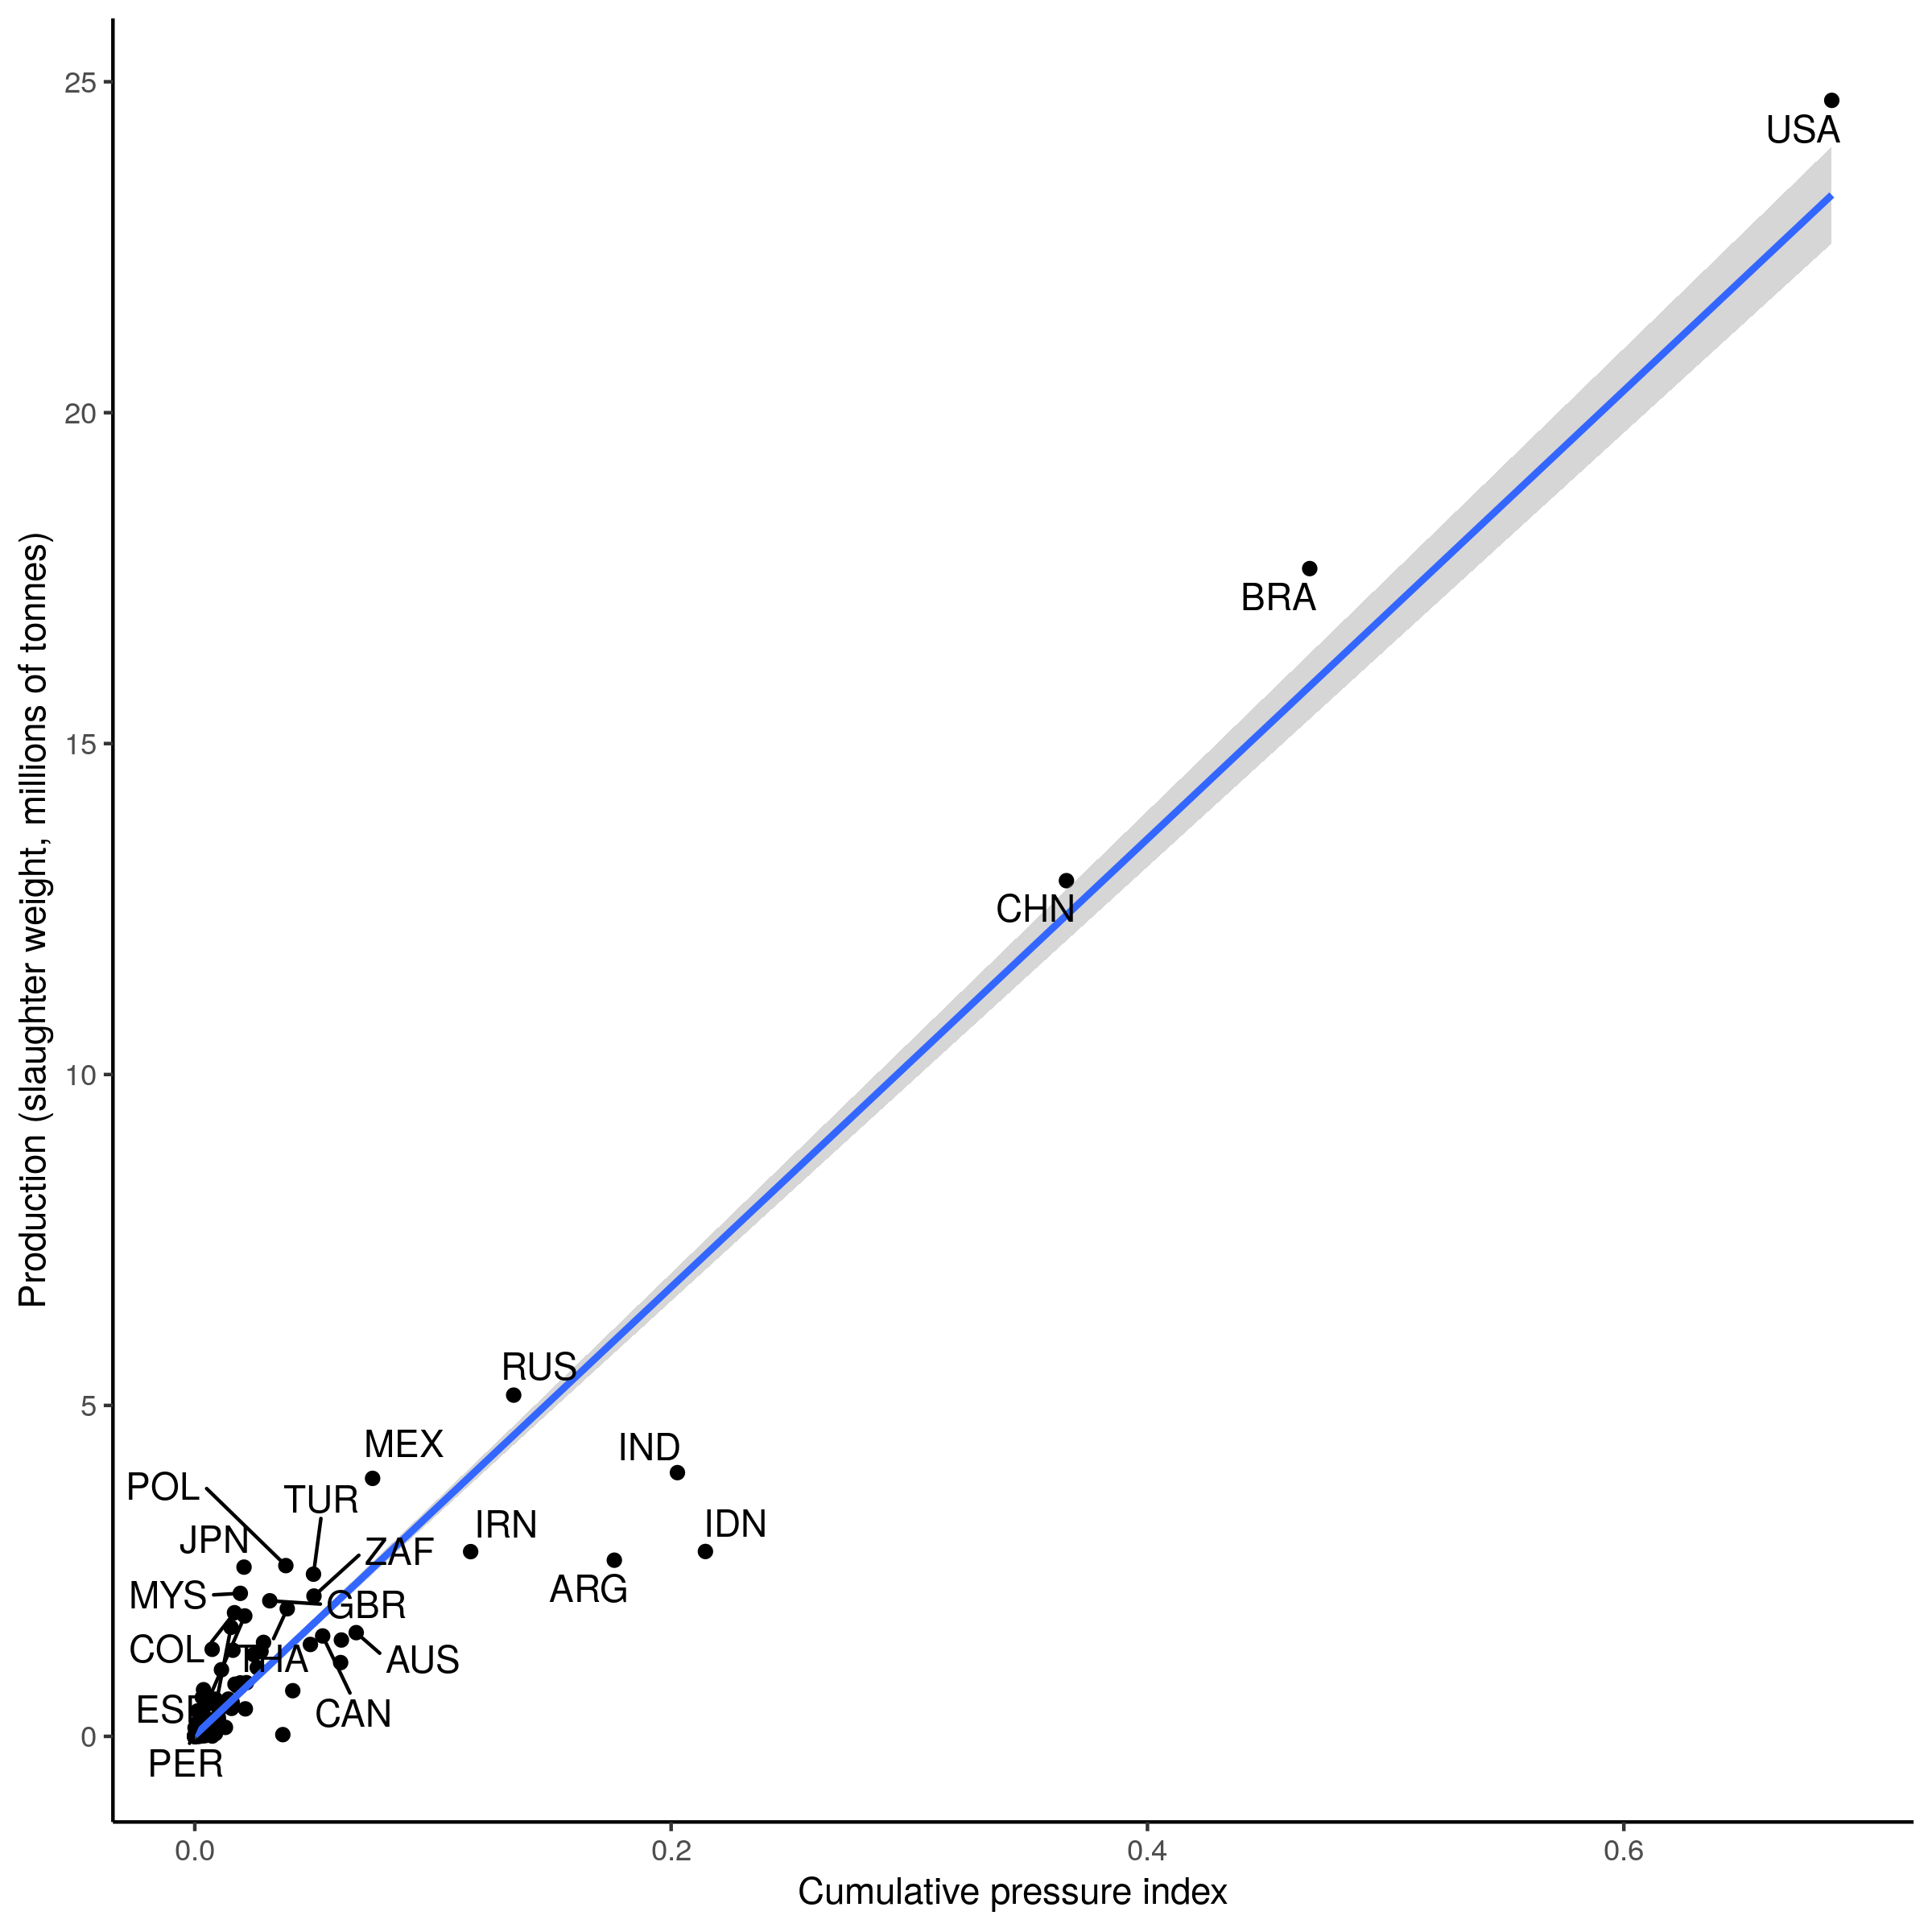 25
20
15
10
5
0
Production (slaughter weight, millions of tonnes)
USA
BRA
CHN
RUS
MEX
IND
POL
TUR
IRN
IDN
JPN
ZAF
ARG
MYS
GBR
COL
THA
AUS
CAN
PER
0.0
0.2
0.4
0.6
Cumulative pressure index